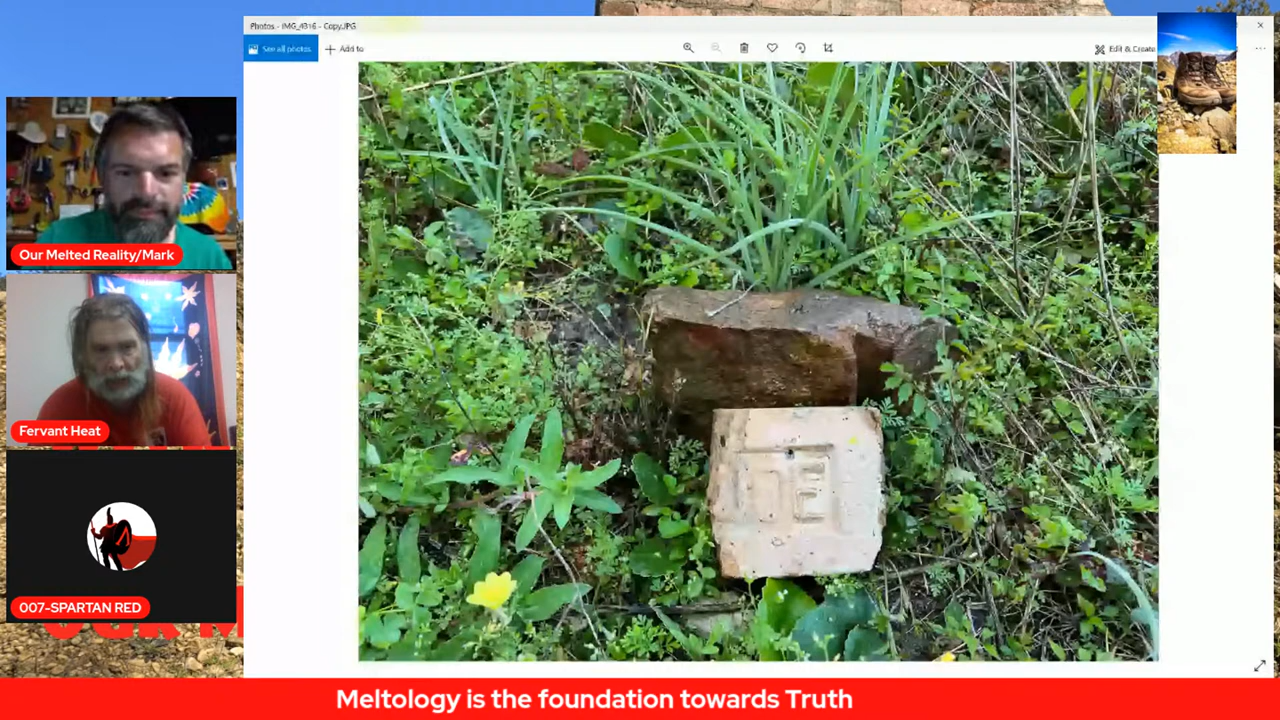 Photos - IMG_4316 - Copy.JPG
See all photos
Add to
Edit & Create
Our Melted Reality/Mark
Fervant Heat
007-SPARTAN RED
Meltology is the foundation towards Truth